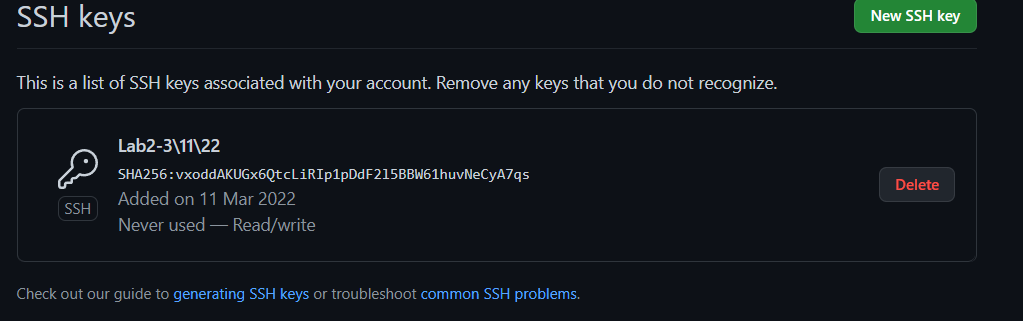 SSH keys
New SSH key
This is a list of SSH keys associated with your account. Remove any keys that you do not recognize.
Lab2-3\11\22
SHA256:vxoddAKUGx6QtcLiRIp1pDdF2l5BBW61huvNeCyA7qs
SSH
Added on 11 Mar 2022
Never used — Read/write
Delete
Check out our guide to generating SSH keys or troubleshoot common SSH problems.